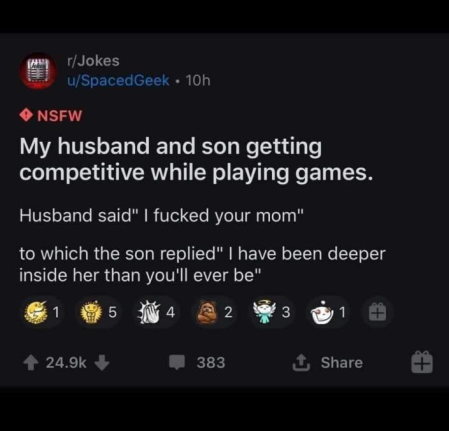 r/Jokes
u/SpacedGeek • 10h
NSFW
My husband and son getting
competitive while playing games.
Husband said" I fucked your mom"
to which the son replied" I have been deeper
inside her than you'll ever be"
1 5 4 2 3 1
24.9k 383 Share